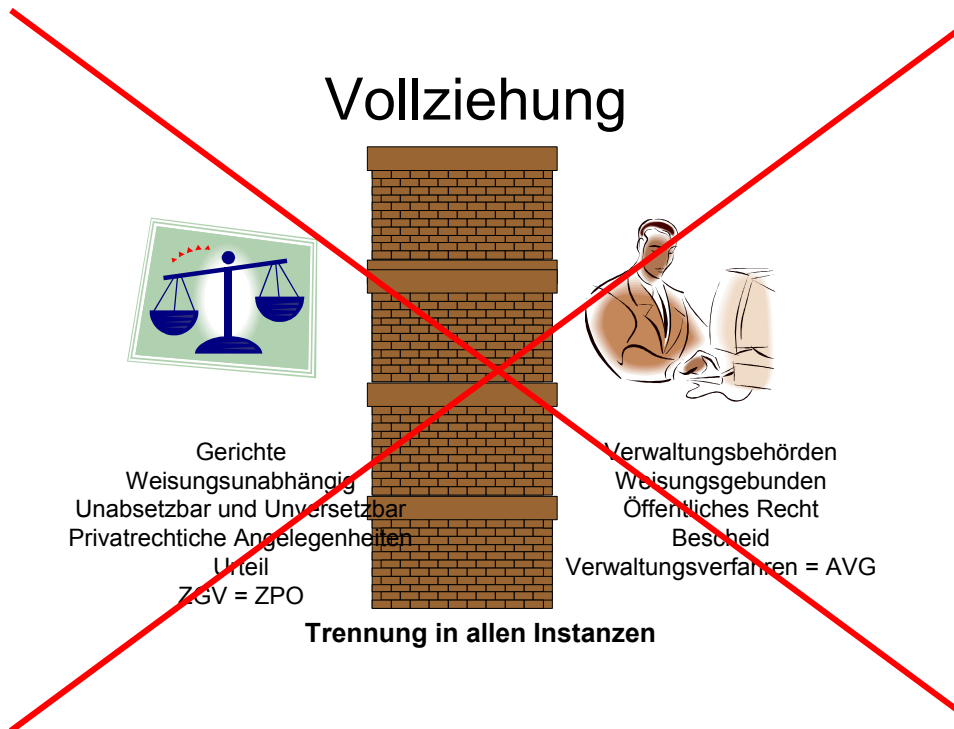 Vollziehung
Gerichte
Weisungsunabhängig
Unabsetzbar und Unversetzbar
Privatrechtliche Angelegenheiten
Urteil
ZGV = ZPO
Verwaltungsbehörden
Weisungsgebunden
Öffentliches Recht
Bescheid
Verwaltungsverfahren = AVG
Trennung in allen Instanzen